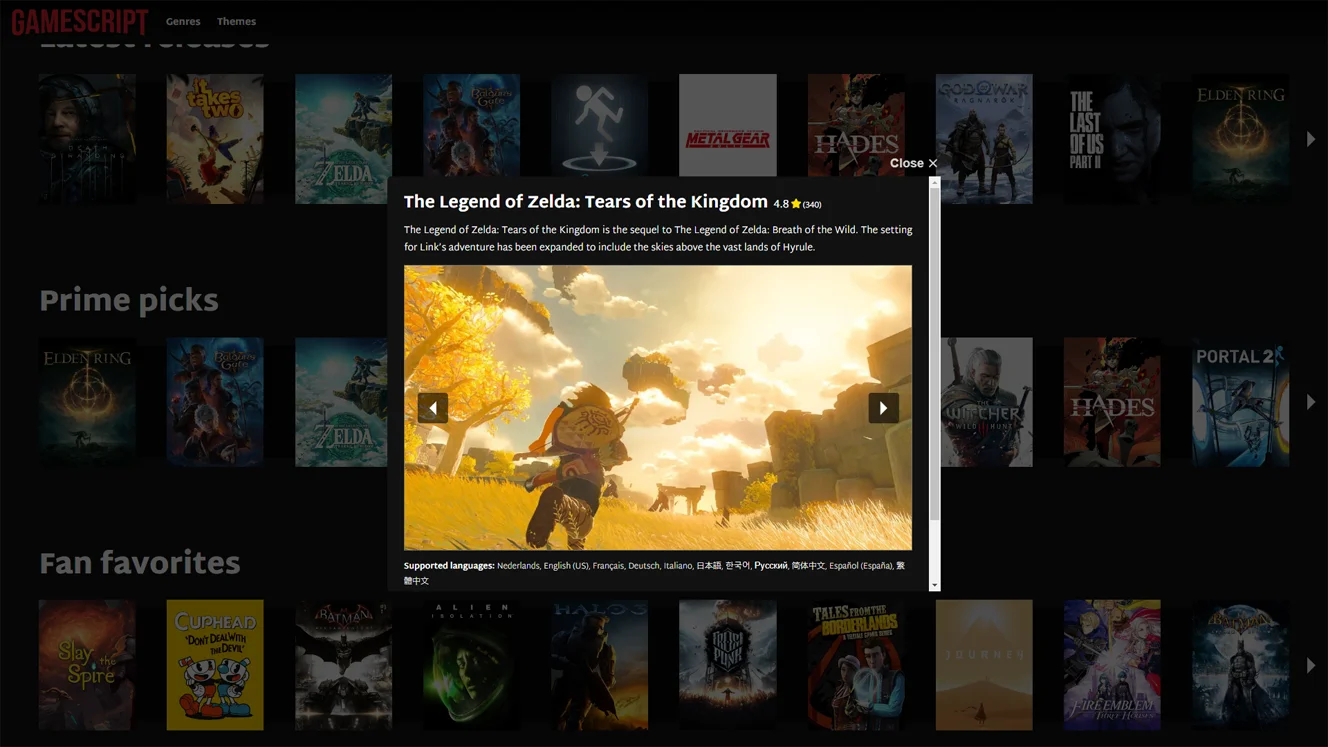 GAMESCRIPT Genres Themes
Latest releases
DEATH STRANDING
it takes two
ZELDA
Baldur's Gate
METAL GEAR
HADES
GOD OF WAR
RAGNARÖK
THE LAST OF US PART II
ELDEN RING
Close ×
The Legend of Zelda: Tears of the Kingdom 4.8 (340)
The Legend of Zelda: Tears of the Kingdom is the sequel to The Legend of Zelda: Breath of the Wild. The setting
for Link's adventure has been expanded to include the skies above the vast lands of Hyrule.
Supported languages: Nederlands, English (US), Français, Deutsch, Italiano, 日本語, 한국어, Русский, 简体中文, Español (España), 繁
體中文
Prime picks
ELDEN RING
Baldur's Gate
ZELDA
THE WITCHER
WILD HUNT
HADES
PORTAL 2
Fan favorites
Slay the Spire
CUPHEAD
"DON'T DEAL WITH THE DEVIL"
BATMAN
ALIEN
ISOLATION
HALO 3
FROST PUNK
TALES FROM THE BORDERLANDS
A TELLTALE GAMES SERIES
JOURNEY
FIRE EMBLEM
THREE HOUSES
BATMAN